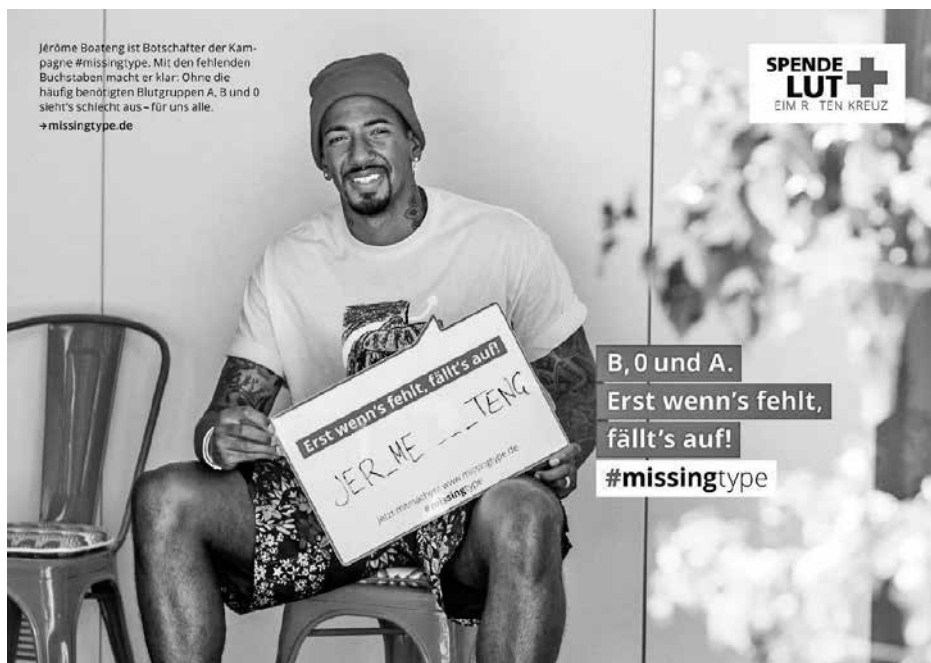 Jérôme Boateng ist Botschafter der Kam-
pagne #missingtype. Mit den fehlenden
Buchstaben macht er klar: Ohne die
häufig benötigten Blutgruppen A, B und 0
sieht's schlecht aus – für uns alle.
→missingtype.de
SPENDE
LUT
EIM R TEN KREUZ
Erst wenn's fehlt, fällt's auf!
JER_ME _ _ _TENG
Jetzt mitmachen: www.missingtype.de
#missingtype
B, 0 und A.
Erst wenn's fehlt,
fällt's auf!
#missingtype